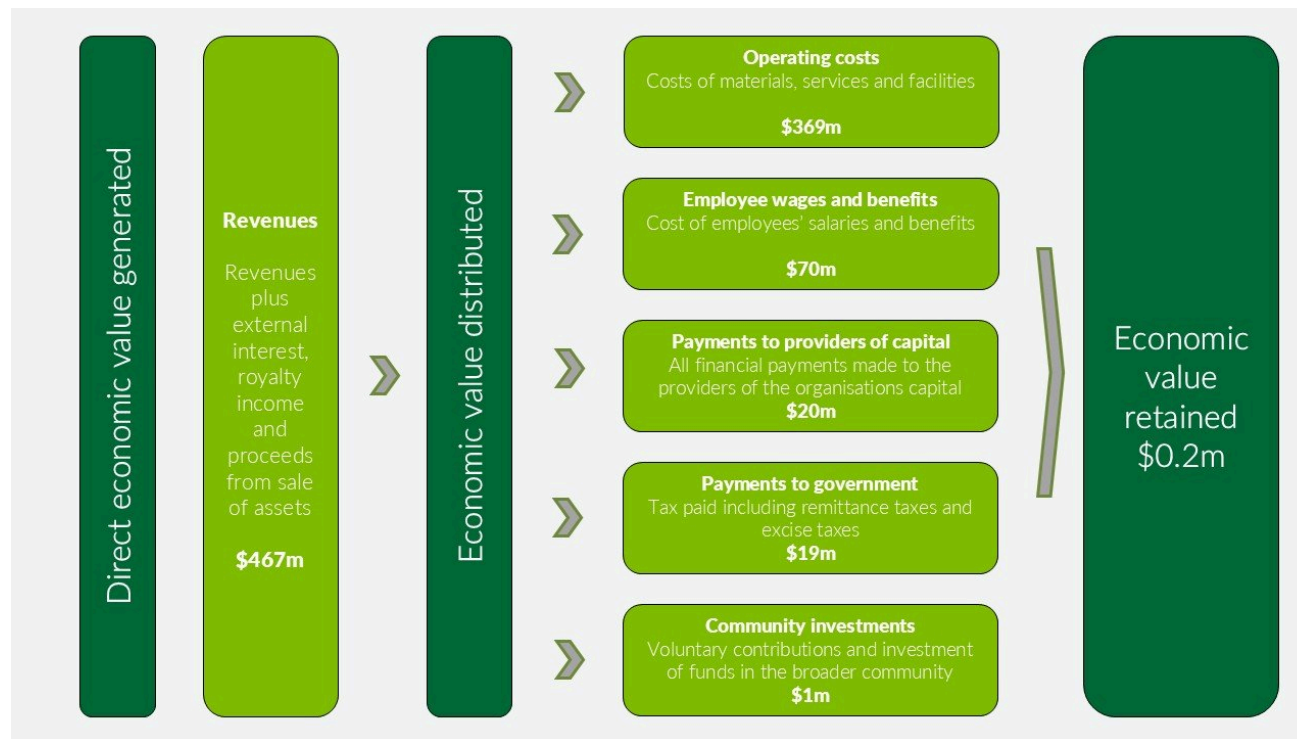 Direct economic value generated
Revenues
Revenues
plus
external
interest,
royalty
income
and
proceeds
from sale
of assets
$467m
Economic value distributed
Operating costs
Costs of materials, services and facilities
$369m
Employee wages and benefits
Cost of employees' salaries and benefits
$70m
Payments to providers of capital
All financial payments made to the
providers of the organisations capital
$20m
Payments to government
Tax paid including remittance taxes and
excise taxes
$19m
Community investments
Voluntary contributions and investment
of funds in the broader community
$1m
Economic
value
retained
$0.2m